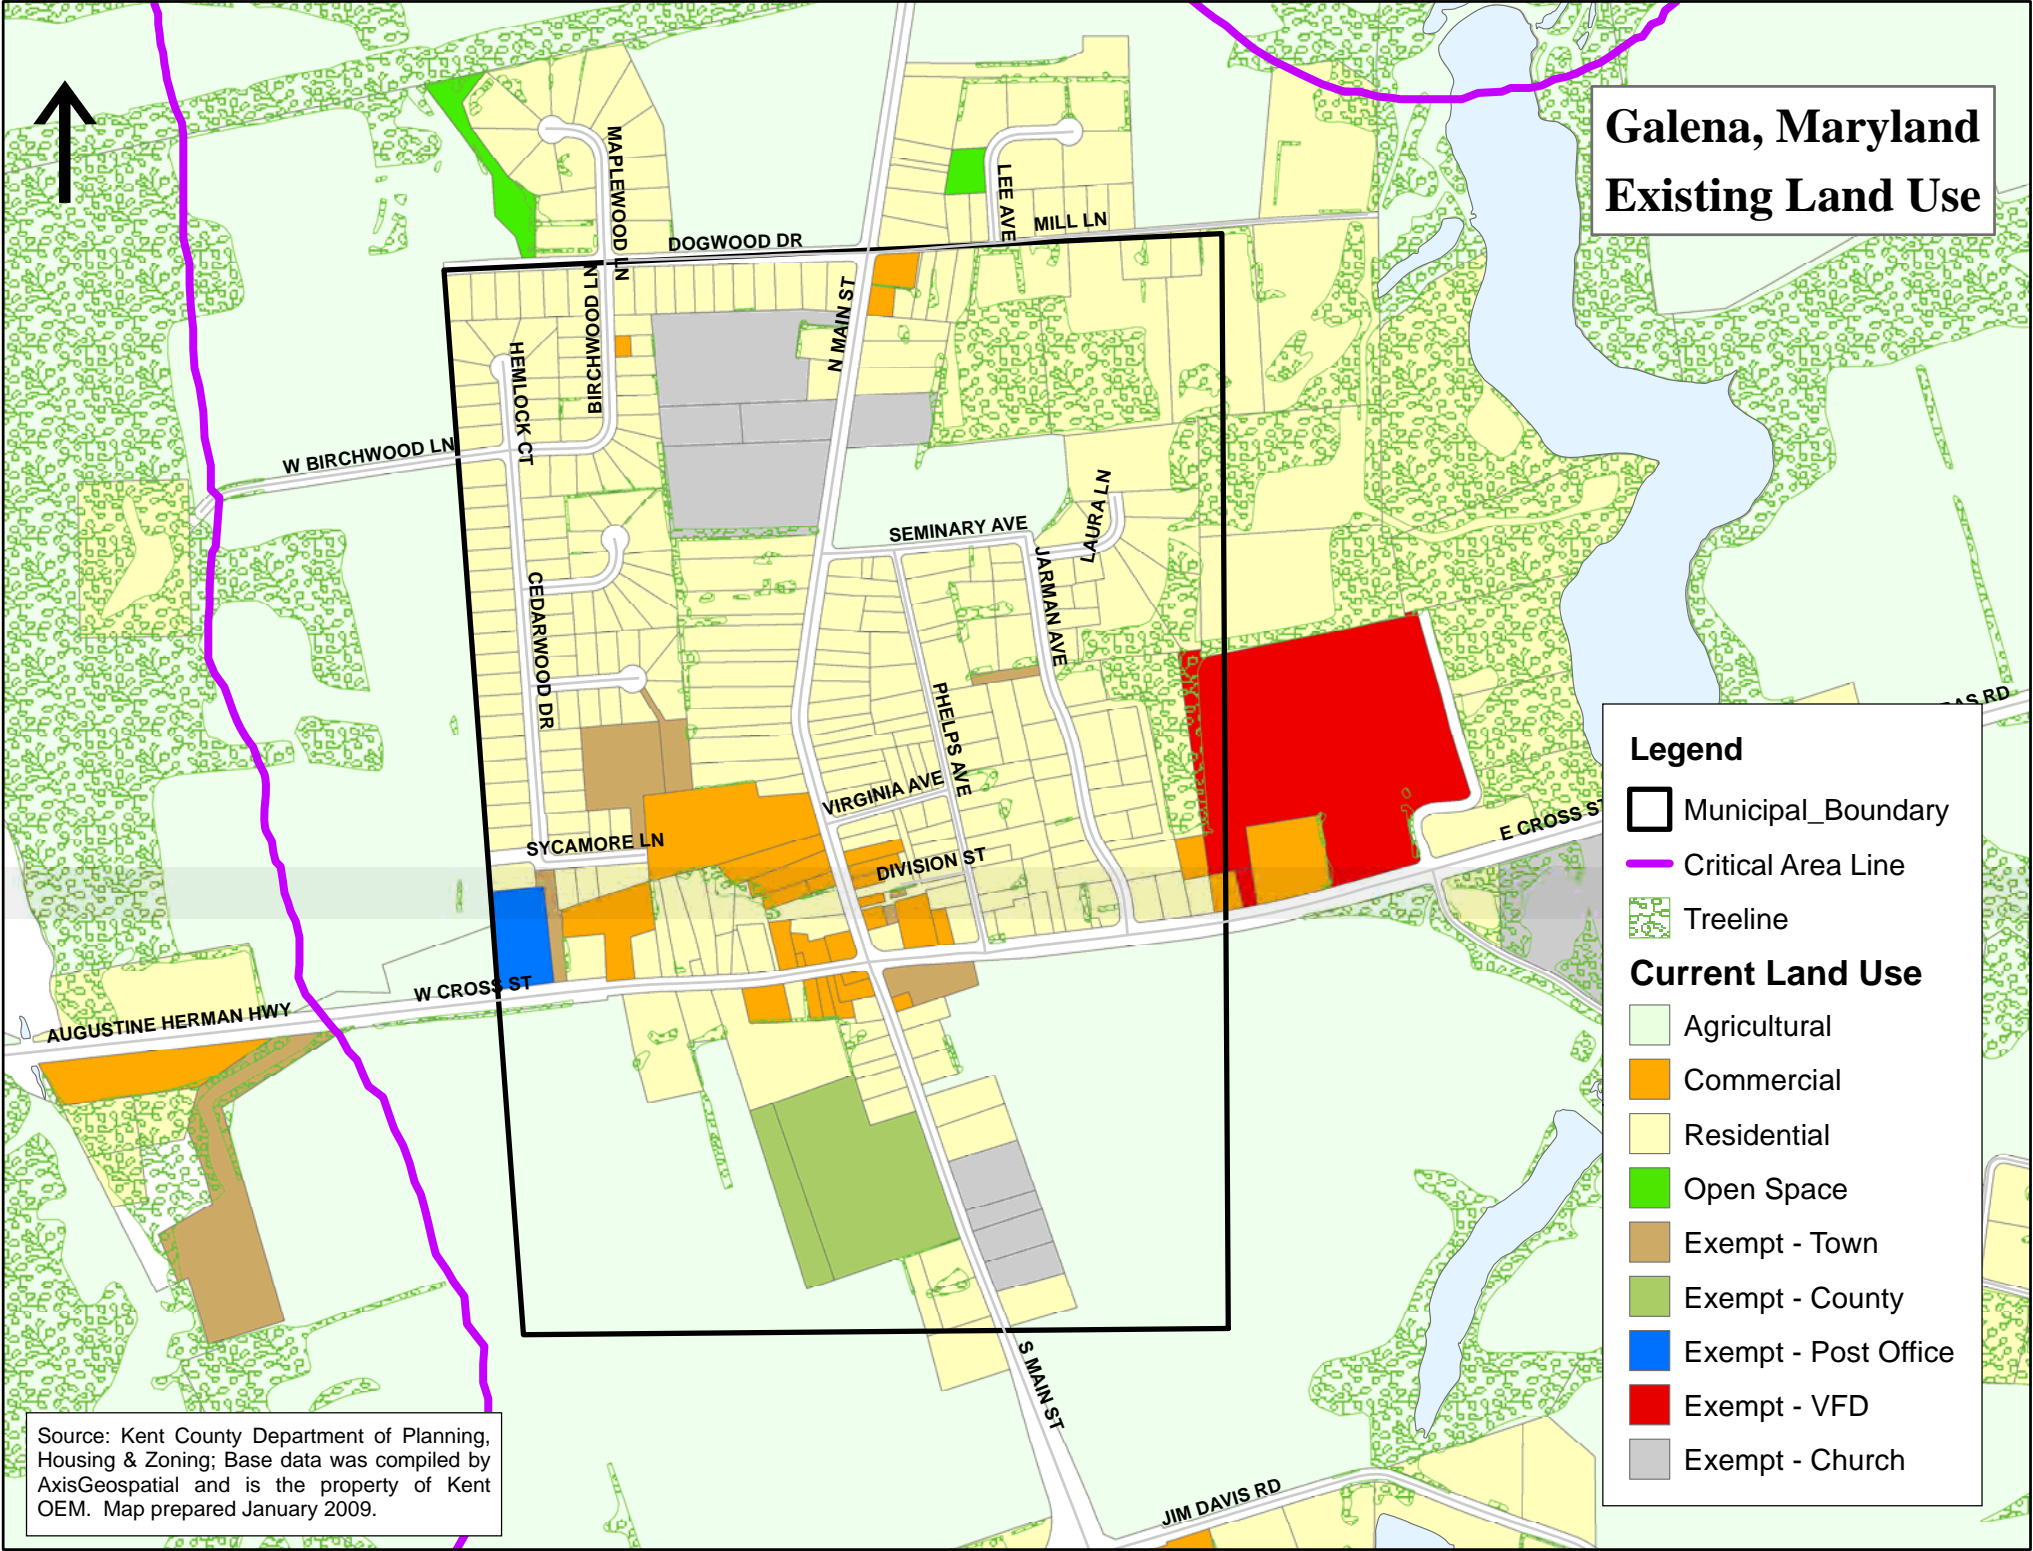 Galena, Maryland
Existing Land Use
MAPLEWOOD LN
LEE AVE
MILL LN
DOGWOOD DR
BIRCHWOOD LN
N MAIN ST
HEMLOCK CT
W BIRCHWOOD LN
LAURA LN
SEMINARY AVE
JARMAN AVE
CEDARWOOD DR
PHELPS AVE
VIRGINIA AVE
SYCAMORE LN
DIVISION ST
E CROSS ST
W CROSS ST
AUGUSTINE HERMAN HWY
S MAIN ST
JIM DAVIS RD
RD
Legend
Municipal_Boundary
Critical Area Line
Treeline
Current Land Use
Agricultural
Commercial
Residential
Open Space
Exempt - Town
Exempt - County
Exempt - Post Office
Exempt - VFD
Exempt - Church
Source: Kent County Department of Planning,
Housing & Zoning; Base data was compiled by
AxisGeospatial and is the property of Kent
OEM. Map prepared January 2009.